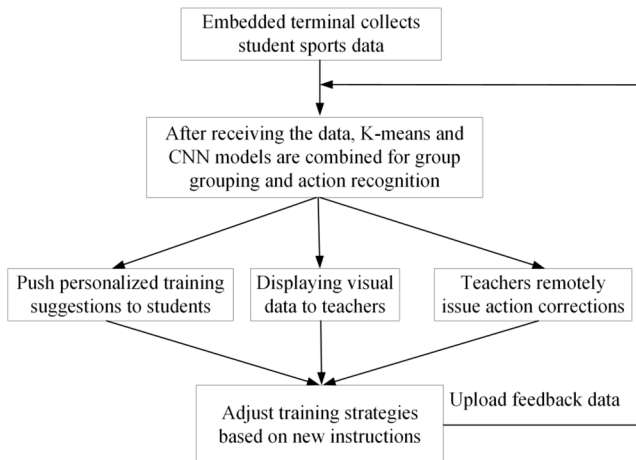 Embedded terminal collects
student sports data
After receiving the data, K-means and
CNN models are combined for group
grouping and action recognition
Push personalized training
suggestions to students
Displaying visual
data to teachers
Teachers remotely
issue action corrections
Adjust training strategies
based on new instructions
Upload feedback data